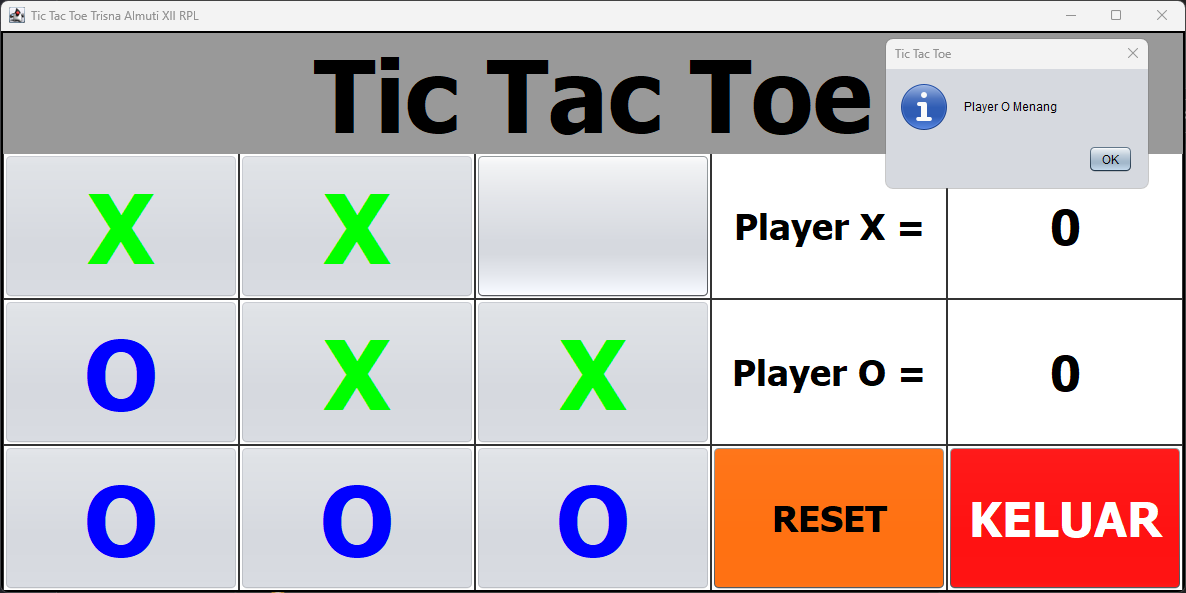 Tic Tac Toe Trisna Almuti XII RPL
Tic Tac Toe
Tic Tac Toe
Player O Menang
OK
X X Player X = 0
O X X Player O = 0
O O O RESET KELUAR